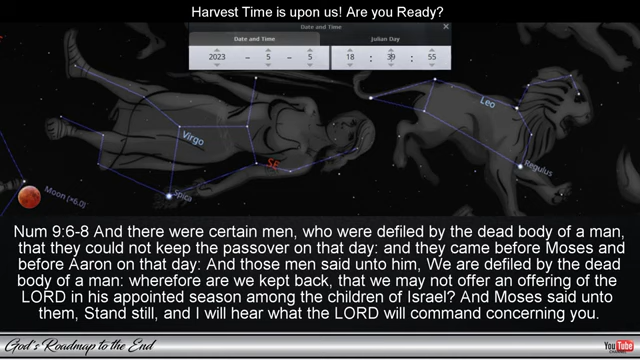 Harvest Time is upon us! Are you Ready?
Date and Time
Date and Time
Julian Day
2023 - 5 - 5
18 : 39 : 55
Leo
Virgo
SE
Regulus
Moon [×6.0]
Spica
Num 9:6-8 And there were certain men, who were defiled by the dead body of a man,
that they could not keep the passover on that day: and they came before Moses and
before Aaron on that day: And those men said unto him, We are defiled by the dead
body of a man: wherefore are we kept back, that we may not offer an offering of the
LORD in his appointed season among the children of Israel? And Moses said unto
them, Stand still, and I will hear what the LORD will command concerning you.
God's Roadmap to the End
YouTube
CHANNEL